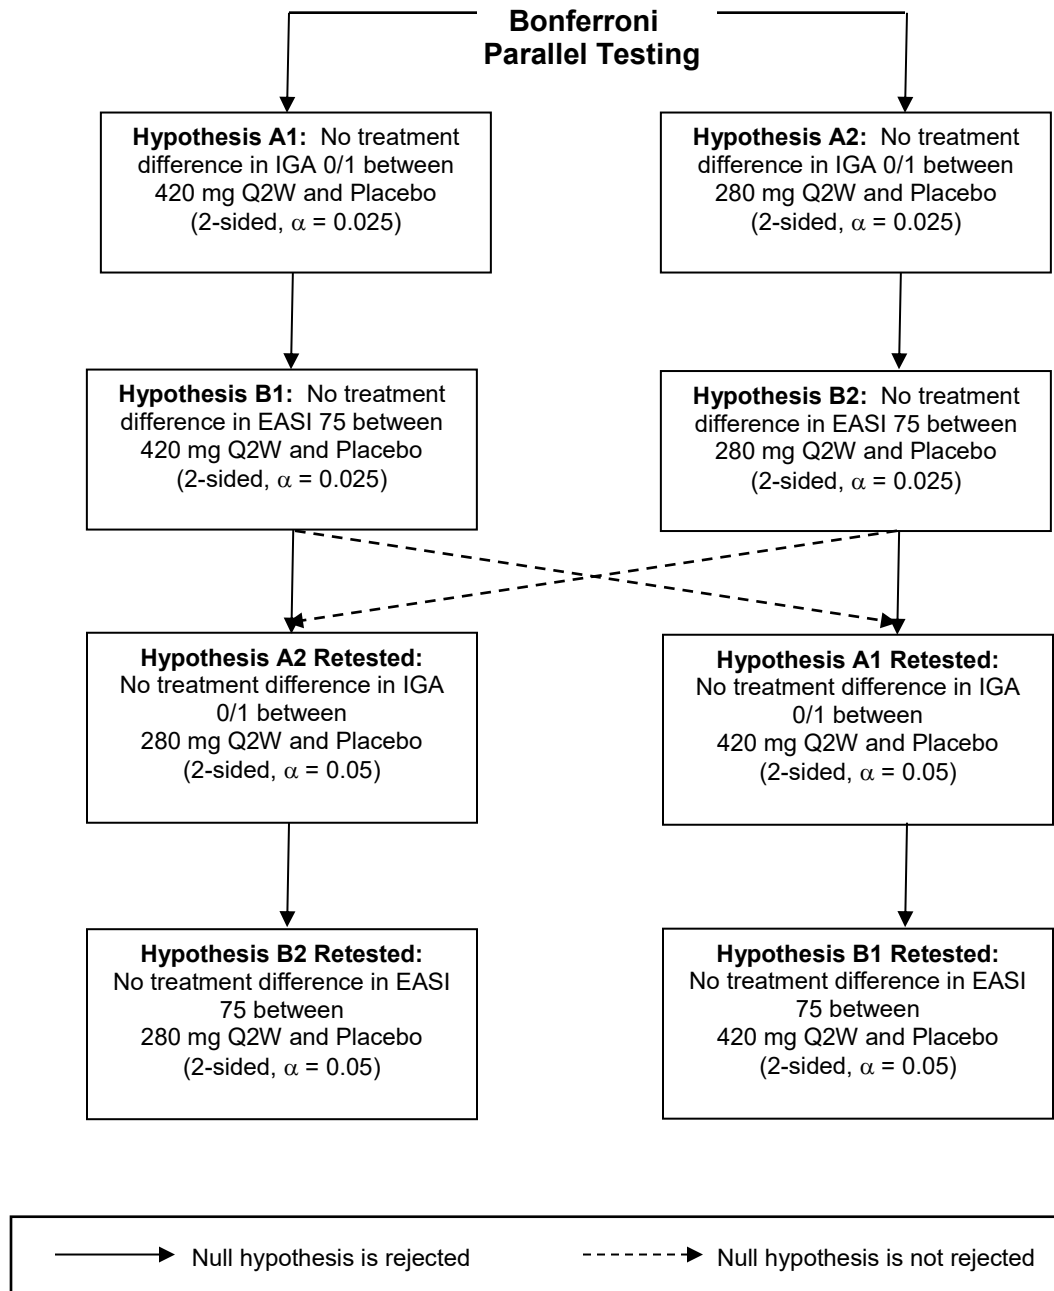 Bonferroni
Parallel Testing
Hypothesis A1: No treatment
difference in IGA 0/1 between
420 mg Q2W and Placebo
(2-sided, α = 0.025)
Hypothesis A2: No treatment
difference in IGA 0/1 between
280 mg Q2W and Placebo
(2-sided, α = 0.025)
Hypothesis B1: No treatment
difference in EASI 75 between
420 mg Q2W and Placebo
(2-sided, α = 0.025)
Hypothesis B2: No treatment
difference in EASI 75 between
280 mg Q2W and Placebo
(2-sided, α = 0.025)
Hypothesis A2 Retested:
No treatment difference in IGA
0/1 between
280 mg Q2W and Placebo
(2-sided, α = 0.05)
Hypothesis A1 Retested:
No treatment difference in IGA
0/1 between
420 mg Q2W and Placebo
(2-sided, α = 0.05)
Hypothesis B2 Retested:
No treatment difference in EASI
75 between
280 mg Q2W and Placebo
(2-sided, α = 0.05)
Hypothesis B1 Retested:
No treatment difference in EASI
75 between
420 mg Q2W and Placebo
(2-sided, α = 0.05)
Null hypothesis is rejected
Null hypothesis is not rejected